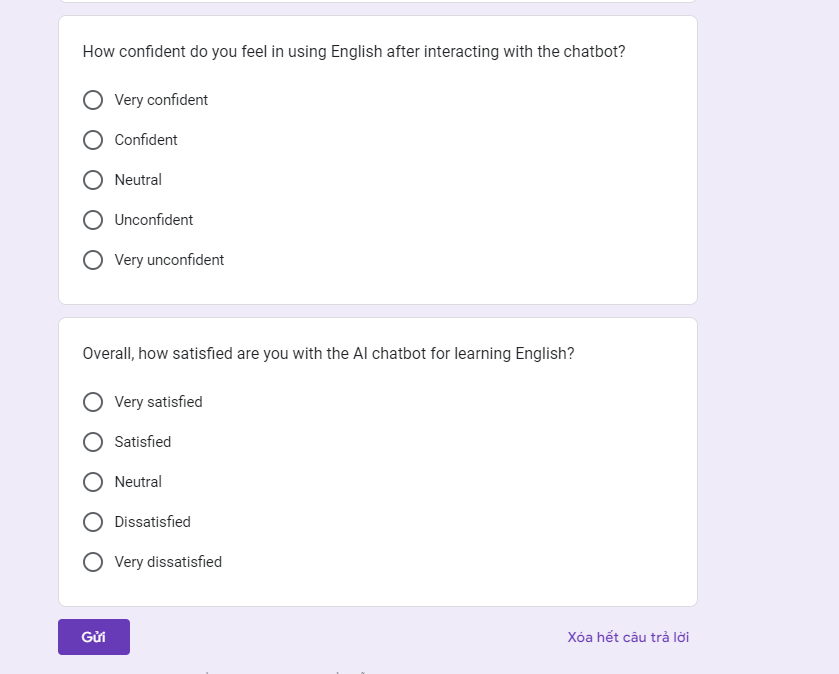 How confident do you feel in using English after interacting with the chatbot?
Very confident
Confident
Neutral
Unconfident
Very unconfident
Overall, how satisfied are you with the AI chatbot for learning English?
Very satisfied
Satisfied
Neutral
Dissatisfied
Very dissatisfied
Gửi
Xóa hết câu trả lời